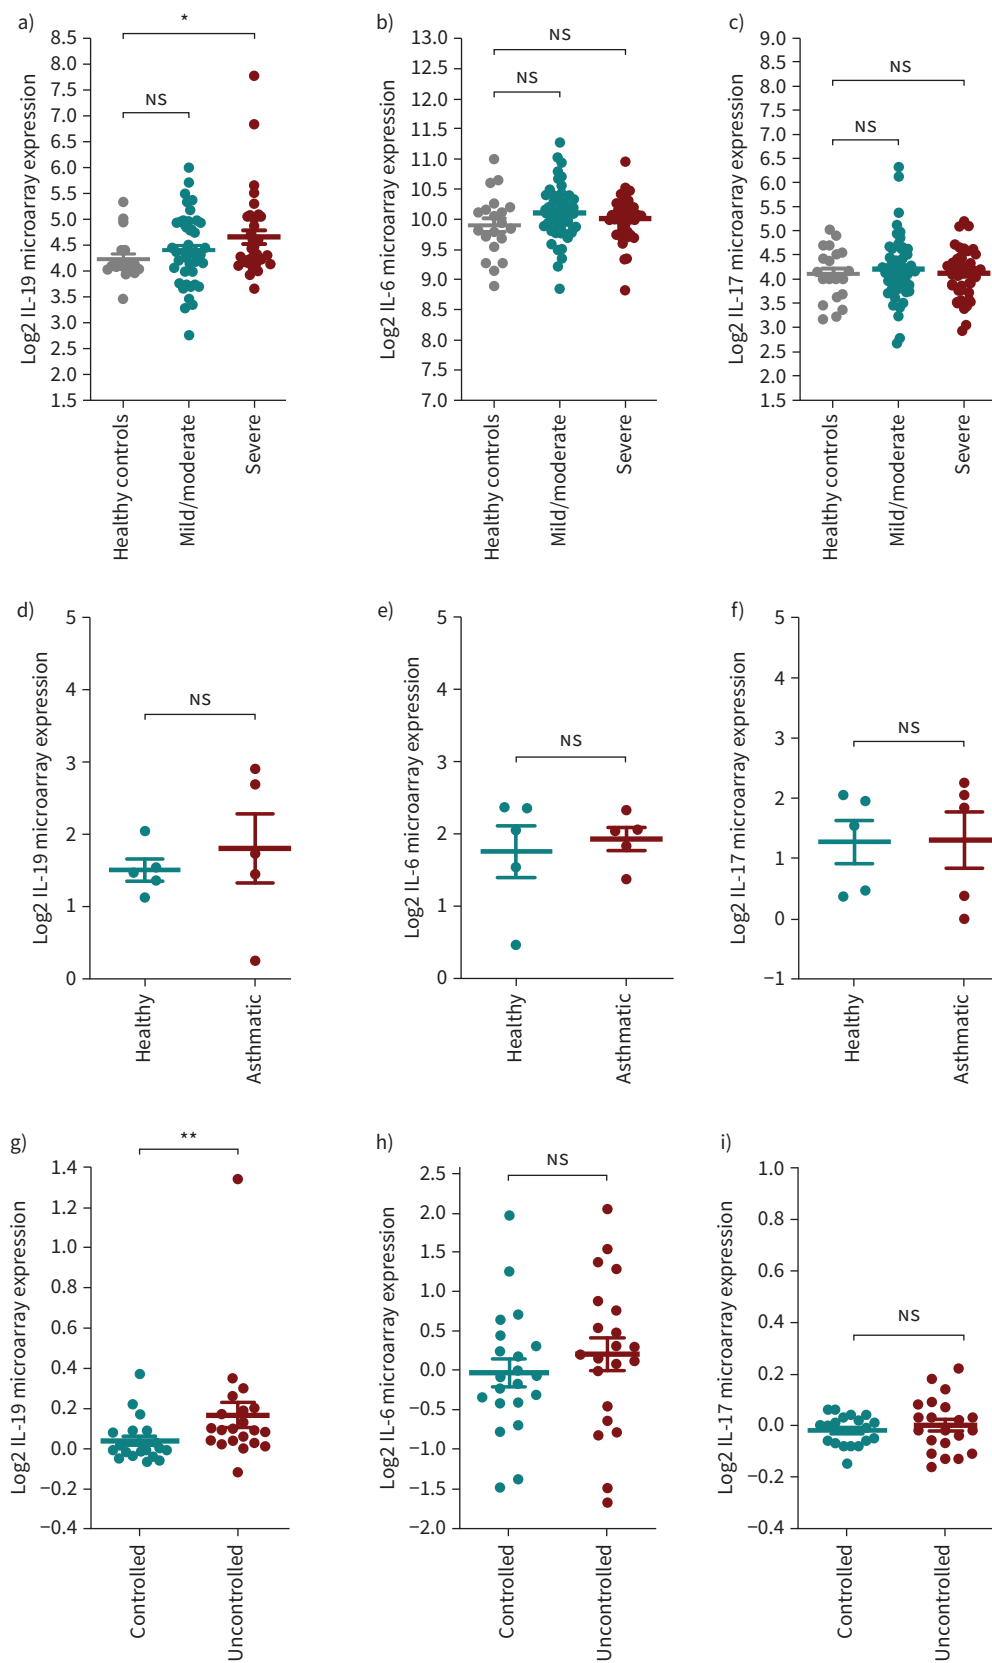 a)
*
NS
Log2 IL-19 microarray expression
8.5
8.0
7.5
7.0
6.5
6.0
5.5
5.0
4.5
4.0
3.5
3.0
2.5
2.0
1.5
Healthy controls
Mild/moderate
Severe
b)
NS
NS
Log2 IL-6 microarray expression
13.0
12.5
12.0
11.5
11.0
10.5
10.0
9.5
9.0
8.5
8.0
7.5
7.0
Healthy controls
Mild/moderate
Severe
c)
NS
NS
Log2 IL-17 microarray expression
9.0
8.5
8.0
7.5
7.0
6.5
6.0
5.5
5.0
4.5
4.0
3.5
3.0
2.5
2.0
1.5
Healthy controls
Mild/moderate
Severe
d)
NS
Log2 IL-19 microarray expression
5
4
3
2
1
0
Healthy
Asthmatic
e)
NS
Log2 IL-6 microarray expression
5
4
3
2
1
0
Healthy
Asthmatic
f)
NS
Log2 IL-17 microarray expression
5
4
3
2
1
0
−1
Healthy
Asthmatic
g)
**
Log2 IL-19 microarray expression
1.4
1.2
1.0
0.8
0.6
0.4
0.2
0.0
−0.2
−0.4
Controlled
Uncontrolled
h)
NS
Log2 IL-6 microarray expression
2.5
2.0
1.5
1.0
0.5
0.0
−0.5
−1.0
−1.5
−2.0
Controlled
Uncontrolled
i)
NS
Log2 IL-17 microarray expression
1.0
0.8
0.6
0.4
0.2
0.0
−0.2
−0.4
Controlled
Uncontrolled